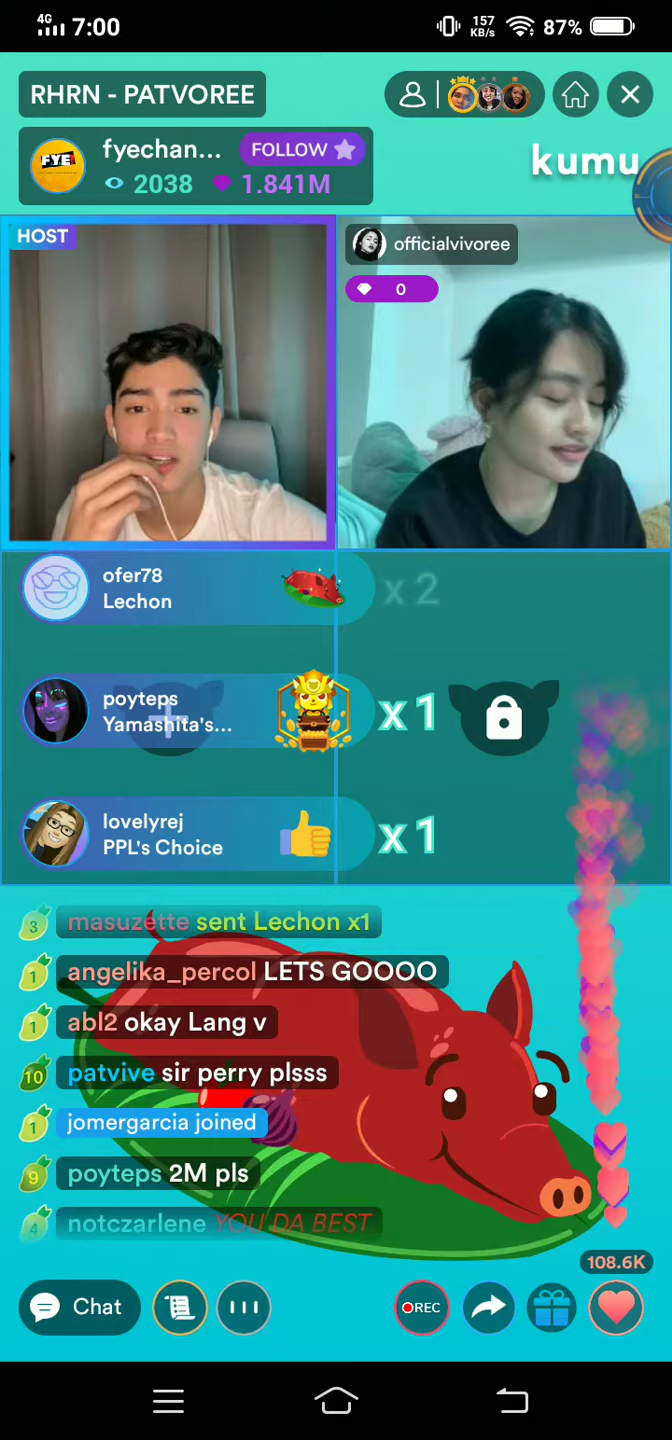 4G 7:00 157 KB/s 87%
RHRN - PATVOREE
FYE fyechan... FOLLOW
2038 1.841M
kumu
HOST
officialvivoree
0
ofer78
Lechon
x 2
poyteps
Yamashita's...
x 1
lovelyrej
PPL's Choice
x 1
3 masuzette sent Lechon x1
1 angelika_percol LETS GOOOO
1 abl2 okay Lang v
10 patvive sir perry plsss
1 jomergarcia joined
9 poyteps 2M pls
4 notczarlene YOU DA BEST
108.6K
Chat
REC